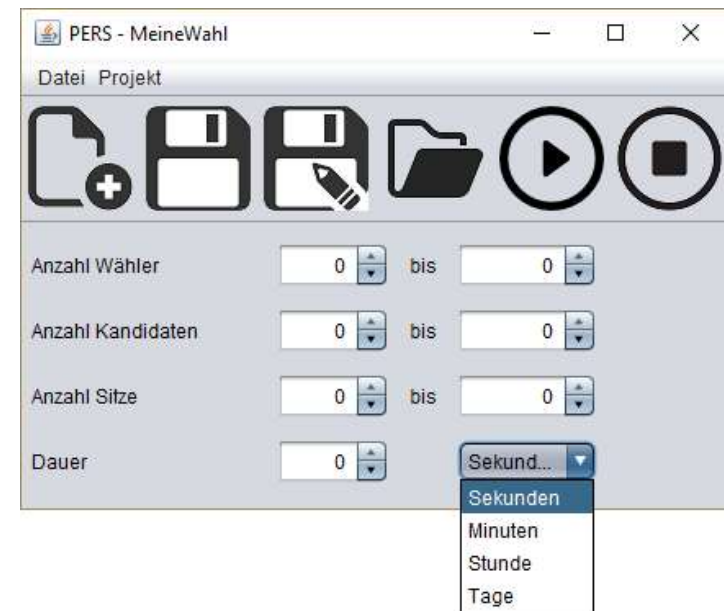 PERS - MeineWahl
Datei Projekt
Anzahl Wähler 0 bis 0
Anzahl Kandidaten 0 bis 0
Anzahl Sitze 0 bis 0
Dauer 0 Sekund...
Sekunden
Minuten
Stunde
Tage